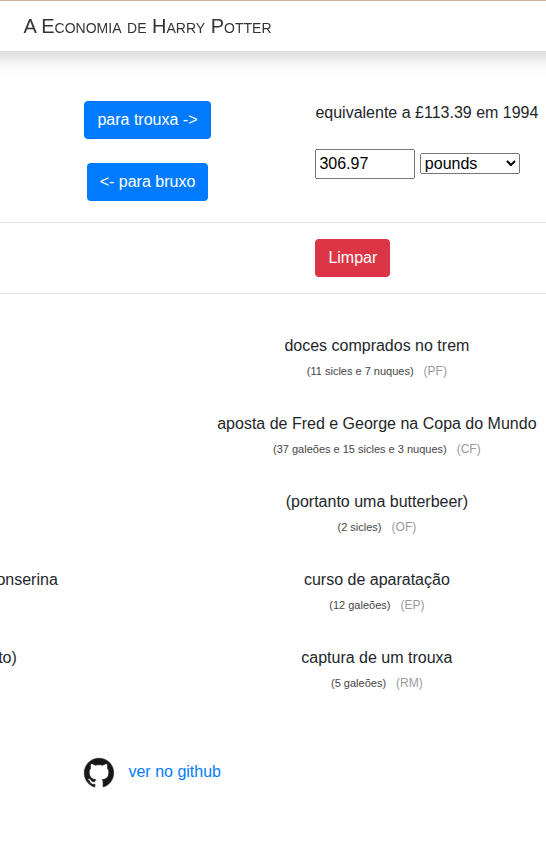 A Economia de Harry Potter
para trouxa ->
equivalente a £113.39 em 1994
306.97 pounds
<- para bruxo
Limpar
doces comprados no trem
(11 sicles e 7 nuques) (PF)
aposta de Fred e George na Copa do Mundo
(37 galeões e 15 sicles e 3 nuques) (CF)
(portanto uma butterbeer)
(2 sicles) (OF)
onserina
curso de aparatação
(12 galeões) (EP)
to)
captura de um trouxa
(5 galeões) (RM)
ver no github